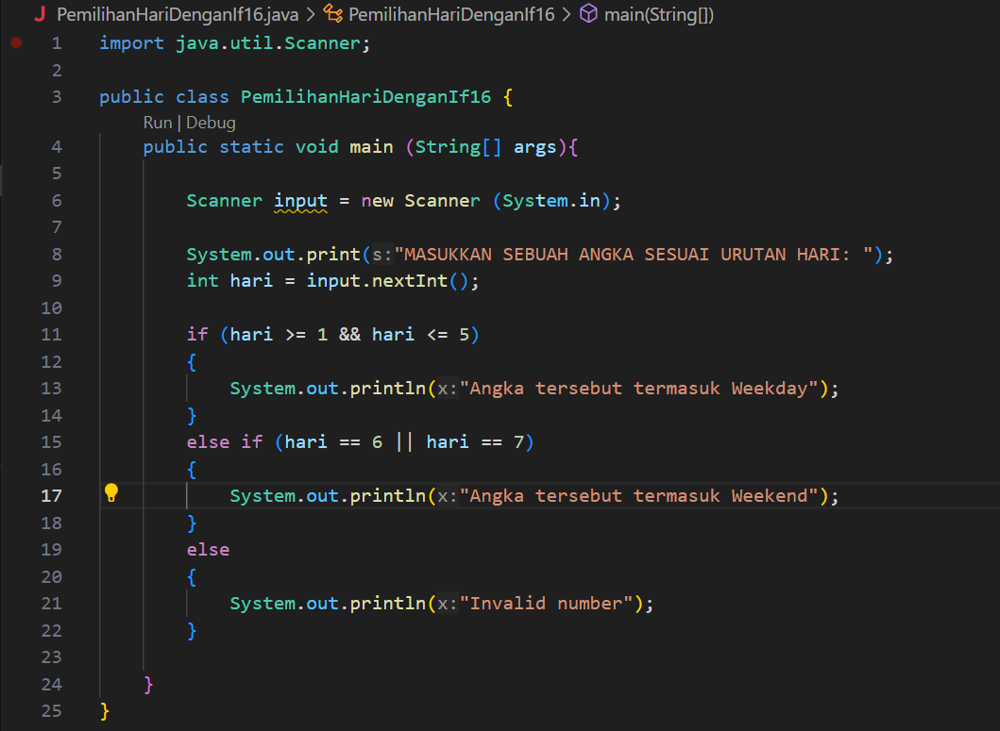 PemilihanHariDenganIf16.java > PemilihanHariDenganIf16 > main(String[])
1 import java.util.Scanner;
2
3 public class PemilihanHariDenganIf16 {
Run | Debug
4 public static void main (String[] args){
5
6 Scanner input = new Scanner (System.in);
7
8 System.out.print(s:"MASUKKAN SEBUAH ANGKA SESUAI URUTAN HARI: ");
9 int hari = input.nextInt();
10
11 if (hari >= 1 && hari <= 5)
12 {
13 System.out.println(x:"Angka tersebut termasuk Weekday");
14 }
15 else if (hari == 6 || hari == 7)
16 {
17 System.out.println(x:"Angka tersebut termasuk Weekend");
18 }
19 else
20 {
21 System.out.println(x:"Invalid number");
22 }
23
24 }
25 }